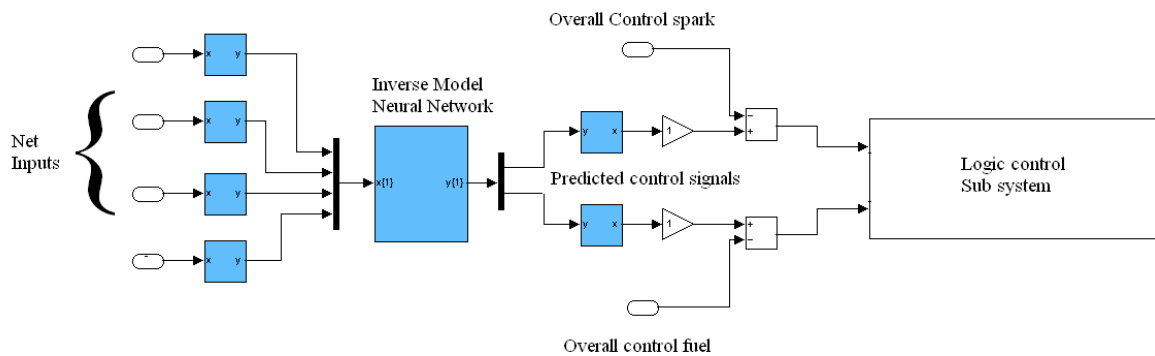 Overall Control spark
x y
Inverse Model
Neural Network
x y
y x
1
−
+
Net
Inputs
x{1} y{1}
Predicted control signals
Logic control
Sub system
x y
y x
1
+
−
x y
-
Overall control fuel